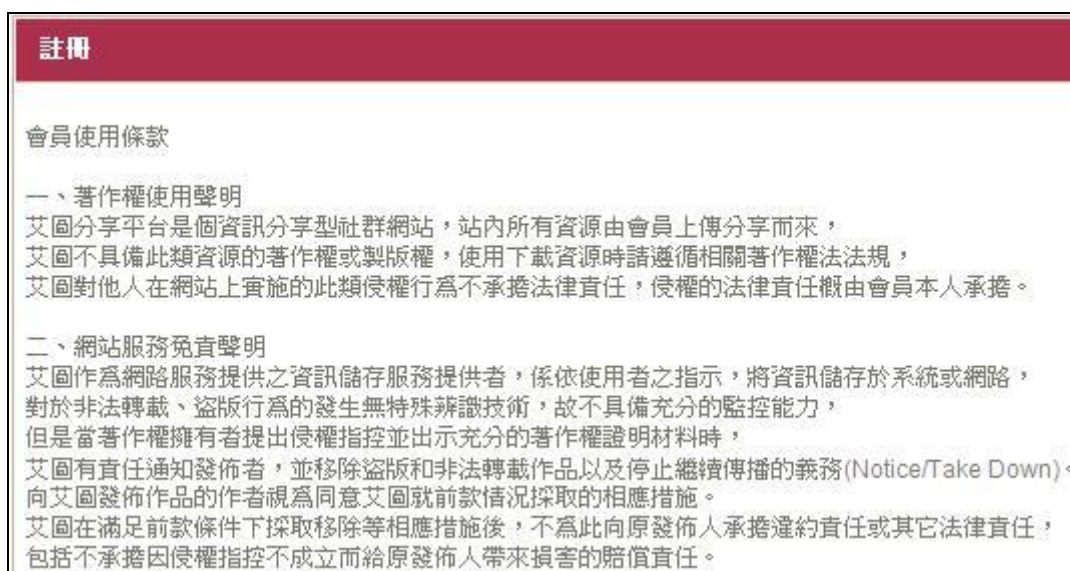 註冊
會員使用條款
一、著作權使用聲明
艾圖分享平台是個資訊分享型社群網站，站內所有資源由會員上傳分享而來，
艾圖不具備此類資源的著作權或製版權，使用下載資源時請遵循相關著作權法法規，
艾圖對他人在網站上實施的此類侵權行爲不承擔法律責任，侵權的法律責任概由會員本人承擔。
二、網站服務免責聲明
艾圖作爲網路服務提供之資訊儲存服務提供者，係依使用者之指示，將資訊儲存於系統或網路，
對於非法轉載、盜版行爲的發生無特殊辨識技術，故不具備充分的監控能力，
但是當著作權擁有者提出侵權指控並出示充分的著作權證明材料時，
艾圖有責任通知發佈者，並移除盜版和非法轉載作品以及停止繼續傳播的義務(Notice/Take Down)。
向艾圖發佈作品的作者視爲同意艾圖就前款情況採取的相應措施。
艾圖在滿足前款條件下採取移除等相應措施後，不爲此向原發佈人承擔違約責任或其它法律責任，
包括不承擔因侵權指控不成立而給原發佈人帶來損害的賠償責任。